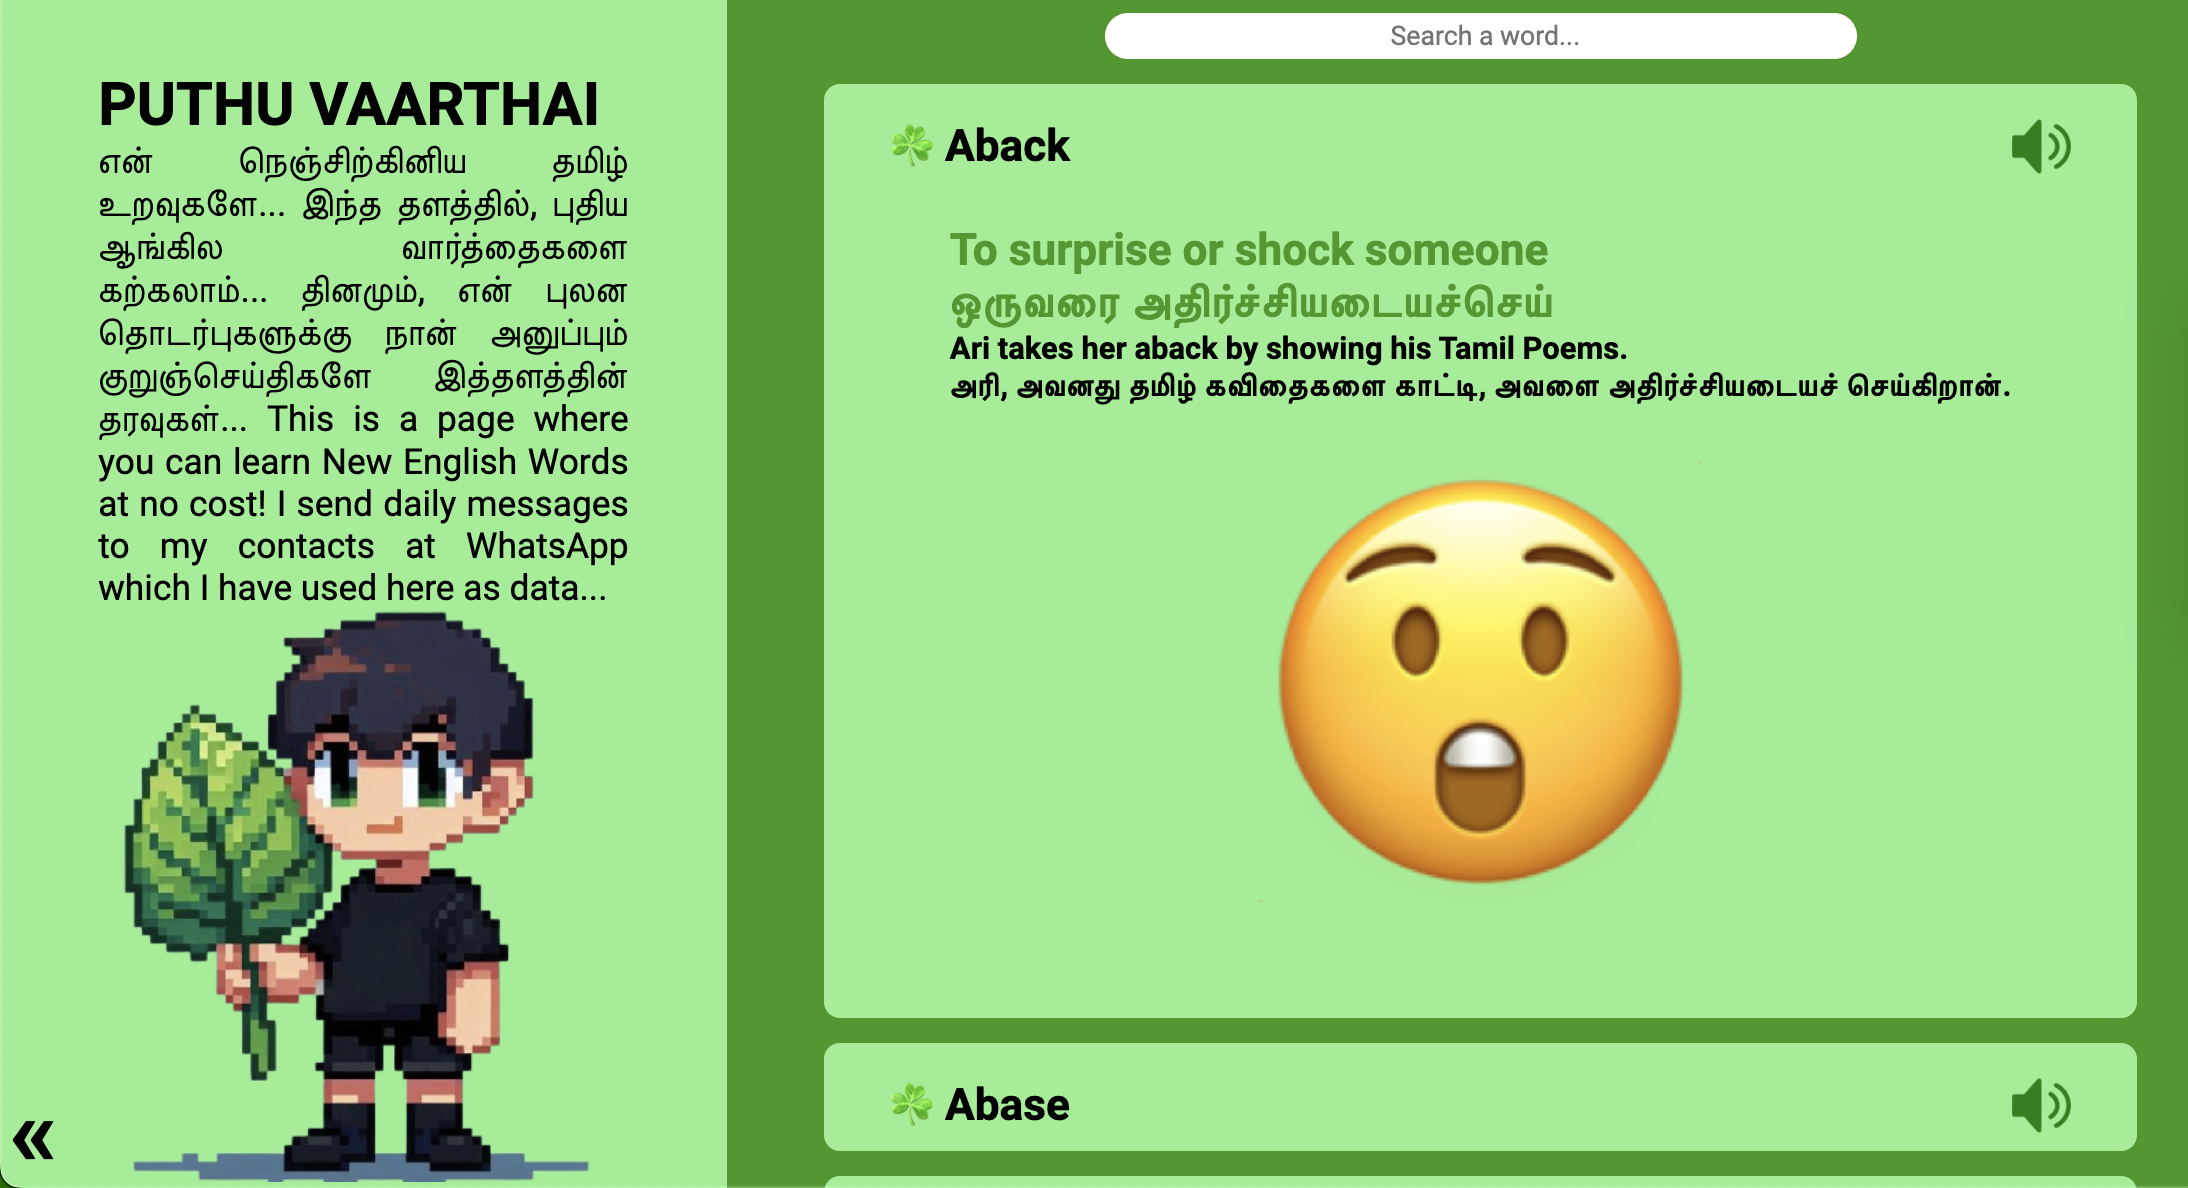 PUTHU VAARTHAI
என் நெஞ்சிற்கினிய தமிழ்
உறவுகளே... இந்த தளத்தில், புதிய
ஆங்கில வார்த்தைகளை
கற்கலாம்... தினமும், என் புலன
தொடர்புகளுக்கு நான் அனுப்பும்
குறுஞ்செய்திகளே இத்தளத்தின்
தரவுகள்... This is a page where
you can learn New English Words
at no cost! I send daily messages
to my contacts at WhatsApp
which I have used here as data...
«
Search a word...
☘️ Aback
To surprise or shock someone
ஒருவரை அதிர்ச்சியடையச்செய்
Ari takes her aback by showing his Tamil Poems.
அரி, அவனது தமிழ் கவிதைகளை காட்டி, அவளை அதிர்ச்சியடையச் செய்கிறான்.
☘️ Abase